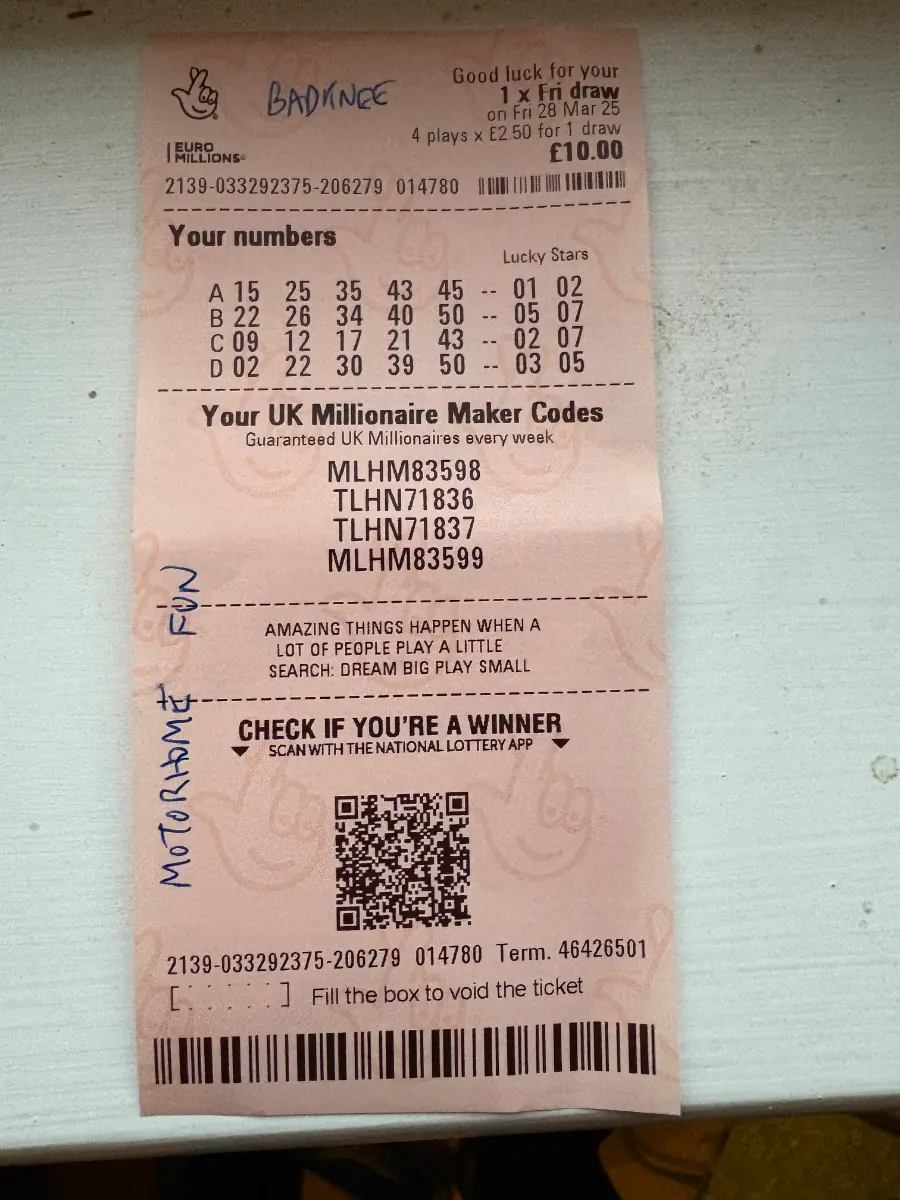 BADKNEE
Good luck for your
1 x Fri draw
on Fri 28 Mar 25
4 plays x £2.50 for 1 draw
£10.00
EURO
MILLIONS
2139-033292375-206279 014780
Your numbers
Lucky Stars
A 15 25 35 43 45 -- 01 02
B 22 26 34 40 50 -- 05 07
C 09 12 17 21 43 -- 02 07
D 02 22 30 39 50 -- 03 05
Your UK Millionaire Maker Codes
Guaranteed UK Millionaires every week
MLHM83598
TLHN71836
TLHN71837
MLHM83599
AMAZING THINGS HAPPEN WHEN A
LOT OF PEOPLE PLAY A LITTLE
SEARCH: DREAM BIG PLAY SMALL
MOTORHOME FUN
CHECK IF YOU'RE A WINNER
SCAN WITH THE NATIONAL LOTTERY APP
2139-033292375-206279 014780 Term. 46426501
Fill the box to void the ticket